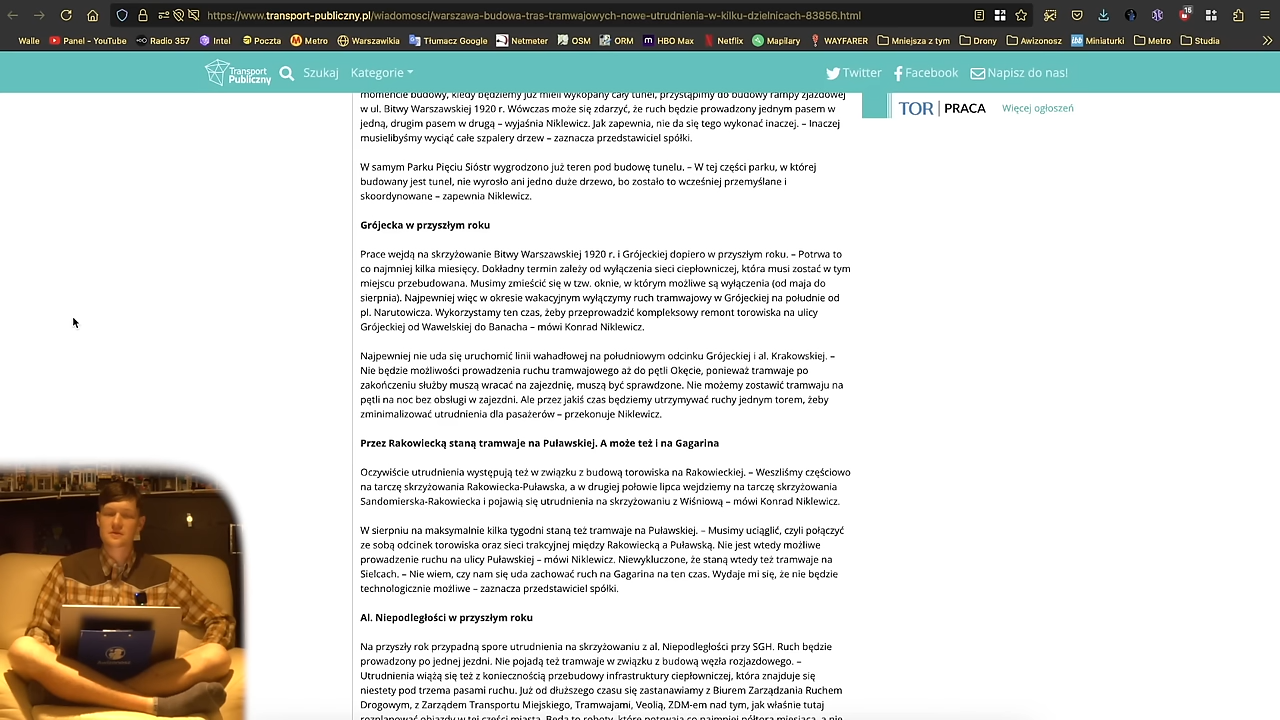 https://www.transport-publiczny.pl/wiadomosci/warszawa-budowa-tras-tramwajowych-nowe-utrudnienia-w-kilku-dzielnicach-83856.html
15
Walle Panel - YouTube Radio 357 Intel Poczta Metro Warszawikia Tłumacz Google Netmeter OSM ORM HBO Max Netflix Mapilary WAYFARER Mniejsza z tym Drony Awizonosz Miniaturki Metro Studia
Transport Publiczny Szukaj Kategorie Twitter Facebook Napisz do nas!
TOR | PRACA Więcej ogłoszeń
momencie budowy, kiedy będziemy już mieli wykopany cały tunel, przystąpimy do budowy rampy zjazdowej
w ul. Bitwy Warszawskiej 1920 r. Wówczas może się zdarzyć, że ruch będzie prowadzony jednym pasem w
jedną, drugim pasem w drugą – wyjaśnia Niklewicz. Jak zapewnia, nie da się tego wykonać inaczej. – Inaczej
musielibyśmy wyciąć całe szpalery drzew – zaznacza przedstawiciel spółki.
W samym Parku Pięciu Sióstr wygrodzono już teren pod budowę tunelu. – W tej części parku, w której
budowany jest tunel, nie wyrosło ani jedno duże drzewo, bo zostało to wcześniej przemyślane i
skoordynowane – zapewnia Niklewicz.
Grójecka w przyszłym roku
Prace wejdą na skrzyżowanie Bitwy Warszawskiej 1920 r. i Grójeckiej dopiero w przyszłym roku. – Potrwa to
co najmniej kilka miesięcy. Dokładny termin zależy od wyłączenia sieci ciepłowniczej, która musi zostać w tym
miejscu przebudowana. Musimy zmieścić się w tzw. oknie, w którym możliwe są wyłączenia (od maja do
sierpnia). Najpewniej więc w okresie wakacyjnym wyłączymy ruch tramwajowy w Grójeckiej na południe od
pl. Narutowicza. Wykorzystamy ten czas, żeby przeprowadzić kompleksowy remont torowiska na ulicy
Grójeckiej od Wawelskiej do Banacha – mówi Konrad Niklewicz.
Najpewniej nie uda się uruchomić linii wahadłowej na południowym odcinku Grójeckiej i al. Krakowskiej. –
Nie będzie możliwości prowadzenia ruchu tramwajowego aż do pętli Okęcie, ponieważ tramwaje po
zakończeniu służby muszą wracać na zajezdnię, muszą być sprawdzone. Nie możemy zostawić tramwaju na
pętli na noc bez obsługi w zajezdni. Ale przez jakiś czas będziemy utrzymywać ruchy jednym torem, żeby
zminimalizować utrudnienia dla pasażerów – przekonuje Niklewicz.
Przez Rakowiecką staną tramwaje na Puławskiej. A może też i na Gagarina
Oczywiście utrudnienia występują też w związku z budową torowiska na Rakowieckiej. – Weszliśmy częściowo
na tarczę skrzyżowania Rakowiecka-Puławska, a w drugiej połowie lipca wejdziemy na tarczę skrzyżowania
Sandomierska-Rakowiecka i pojawią się utrudnienia na skrzyżowaniu z Wiśniową – mówi Konrad Niklewicz.
W sierpniu na maksymalnie kilka tygodni staną też tramwaje na Puławskiej. – Musimy uciąglić, czyli połączyć
ze sobą odcinek torowiska oraz sieci trakcyjnej między Rakowiecką a Puławską. Nie jest wtedy możliwe
prowadzenie ruchu na ulicy Puławskiej – mówi Niklewicz. Niewykluczone, że staną wtedy też tramwaje na
Sielcach. – Nie wiem, czy nam się uda zachować ruch na Gagarina na ten czas. Wydaje mi się, że nie będzie
technologicznie możliwe – zaznacza przedstawiciel spółki.
Al. Niepodległości w przyszłym roku
Na przyszły rok przypadną spore utrudnienia na skrzyżowaniu z al. Niepodległości przy SGH. Ruch będzie
prowadzony po jednej jezdni. Nie pojadą też tramwaje w związku z budową węzła rozjazdowego. –
Utrudnienia wiążą się też z koniecznością przebudowy infrastruktury ciepłowniczej, która znajduje się
niestety pod trzema pasami ruchu. Już od dłuższego czasu się zastanawiamy z Biurem Zarządzania Ruchem
Drogowym, z Zarządem Transportu Miejskiego, Tramwajami, Veolią, ZDM-em nad tym, jak właśnie tutaj
rozplanować objazdy w tej części miasta. Będą to roboty, które potrwają co najmniej półtora miesiąca, a nie